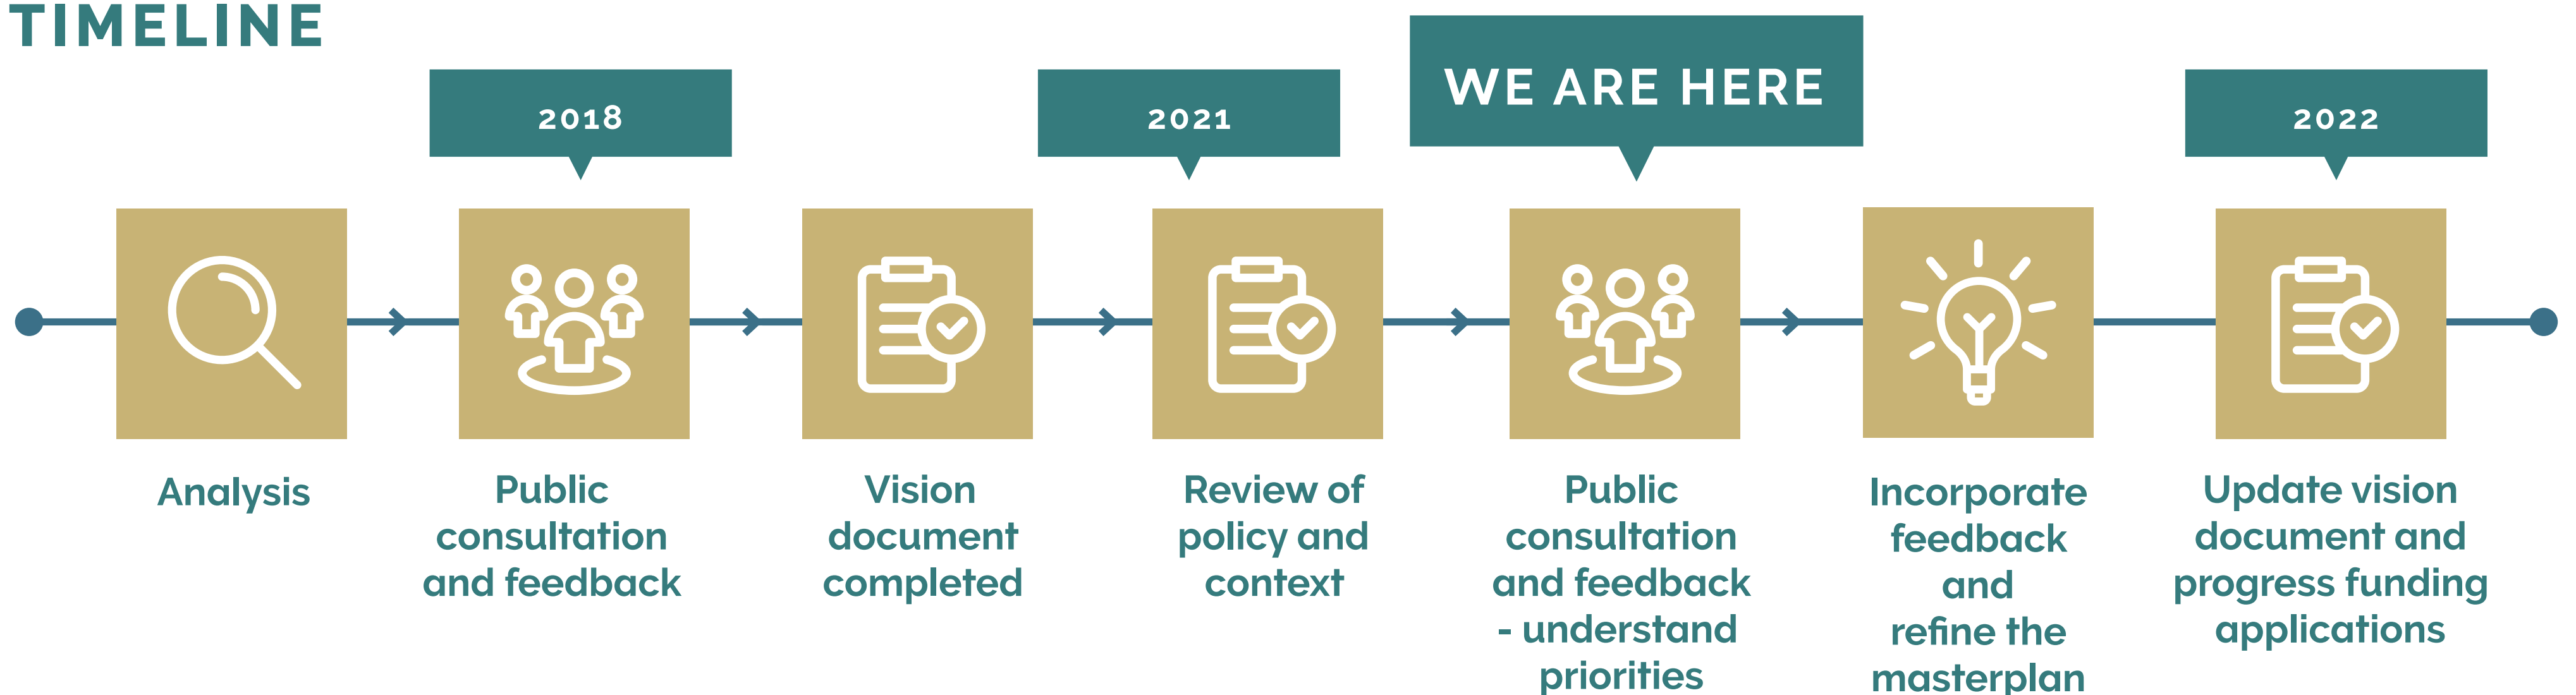 TIMELINE
2018
2021
WE ARE HERE
2022
Analysis
Public
consultation
and feedback
Vision
document
completed
Review of
policy and
context
Public
consultation
and feedback
- understand
priorities
Incorporate
feedback
and
refine the
masterplan
Update vision
document and
progress funding
applications